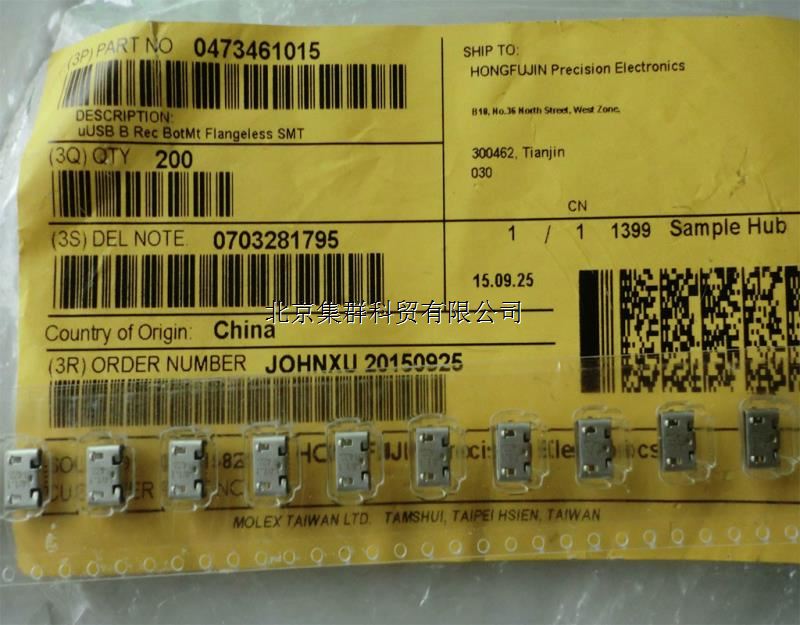 (3P) PART NO 0473461015
DESCRIPTION:
uUSB B Rec BotMt Flangeless SMT
(3Q) QTY 200
(3S) DEL NOTE 0703281795
Country of Origin: China
(3R) ORDER NUMBER JOHNXU 20150925
SHIP TO:
HONGFUJIN Precision Electronics
B18, No.36 North Street, West Zone,
300462, Tianjin
030
CN
1 / 1 1399 Sample Hub
15.09.25
北京集群科贸有限公司
MOLEX TAIWAN LTD. TAMSHUI, TAIPEI HSIEN, TAIWAN